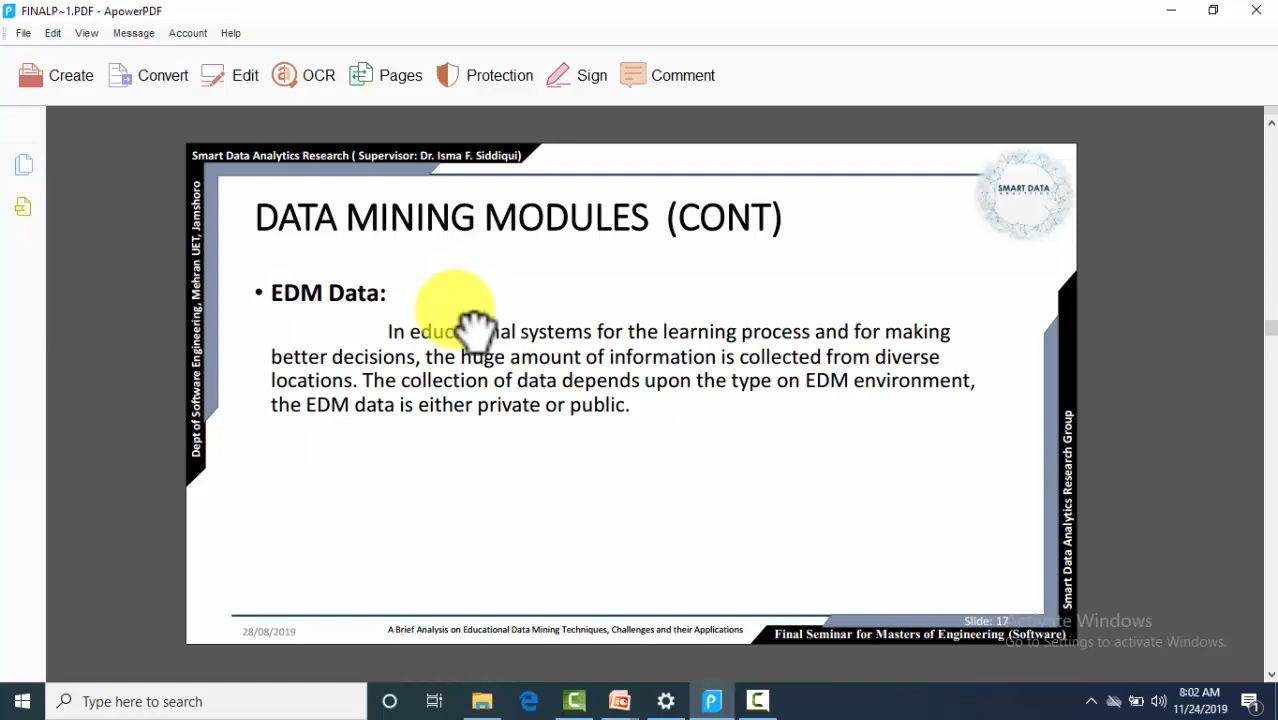 FINALP~1.PDF - ApowerPDF
File Edit View Message Account Help
Create Convert Edit OCR Pages Protection Sign Comment
Smart Data Analytics Research ( Supervisor: Dr. Isma F. Siddiqui)
Dept of Software Engineering, Mehran UET, Jamshoro
SMART DATA
ANALYTICS
DATA MINING MODULES (CONT)
• EDM Data:
In educational systems for the learning process and for making
better decisions, the huge amount of information is collected from diverse
locations. The collection of data depends upon the type on EDM environment,
the EDM data is either private or public.
Smart Data Analytics Research Group
Slide: 17
28/08/2019
A Brief Analysis on Educational Data Mining Techniques, Challenges and their Applications
Final Seminar for Masters of Engineering (Software)
Activate Windows
Go to Settings to activate Windows.
Type here to search
8:02 AM
11/24/2019
1